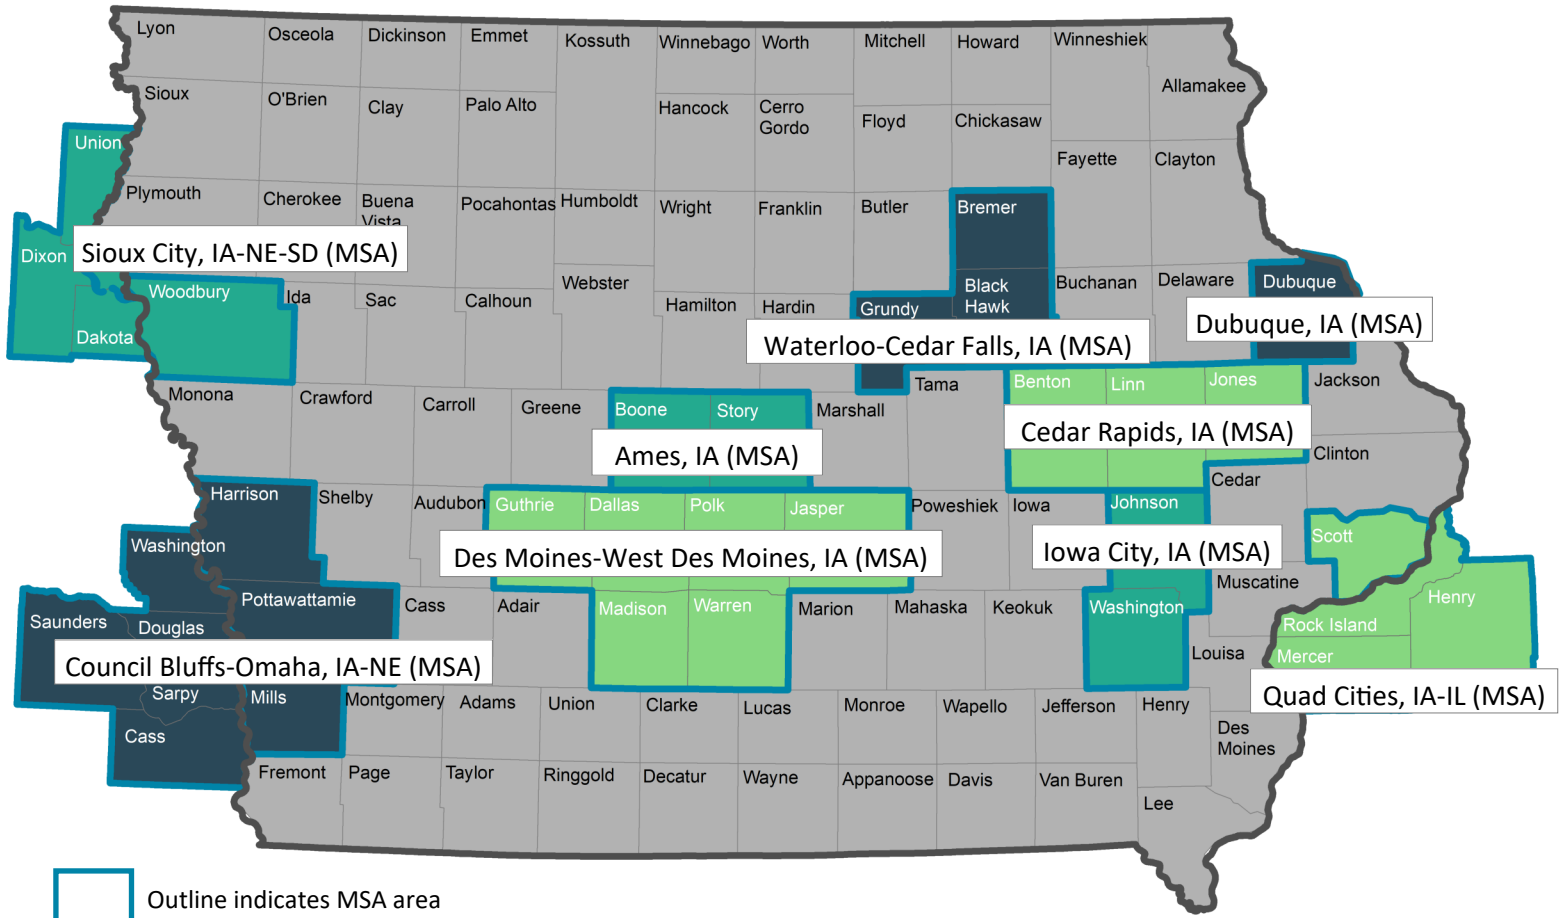 Lyon
Osceola
Dickinson
Emmet
Kossuth
Winnebago
Worth
Mitchell
Howard
Winneshiek
Allamakee
Sioux
O'Brien
Clay
Palo Alto
Hancock
Cerro
Gordo
Floyd
Chickasaw
Union
Fayette
Clayton
Plymouth
Cherokee
Buena
Vista
Pocahontas
Humboldt
Wright
Franklin
Butler
Bremer
Dixon
Sioux City, IA-NE-SD (MSA)
Woodbury
Ida
Sac
Calhoun
Webster
Hamilton
Hardin
Grundy
Black
Hawk
Buchanan
Delaware
Dubuque
Dakota
Waterloo-Cedar Falls, IA (MSA)
Dubuque, IA (MSA)
Monona
Crawford
Carroll
Greene
Boone
Story
Marshall
Tama
Benton
Linn
Jones
Jackson
Ames, IA (MSA)
Cedar Rapids, IA (MSA)
Clinton
Harrison
Shelby
Audubon
Guthrie
Dallas
Polk
Jasper
Poweshiek
Iowa
Johnson
Cedar
Washington
Des Moines-West Des Moines, IA (MSA)
Iowa City, IA (MSA)
Scott
Muscatine
Pottawattamie
Cass
Adair
Madison
Warren
Marion
Mahaska
Keokuk
Washington
Henry
Saunders
Douglas
Rock Island
Louisa
Mercer
Council Bluffs-Omaha, IA-NE (MSA)
Quad Cities, IA-IL (MSA)
Sarpy
Mills
Montgomery
Adams
Union
Clarke
Lucas
Monroe
Wapello
Jefferson
Henry
Des
Moines
Cass
Fremont
Page
Taylor
Ringgold
Decatur
Wayne
Appanoose
Davis
Van Buren
Lee
Outline indicates MSA area